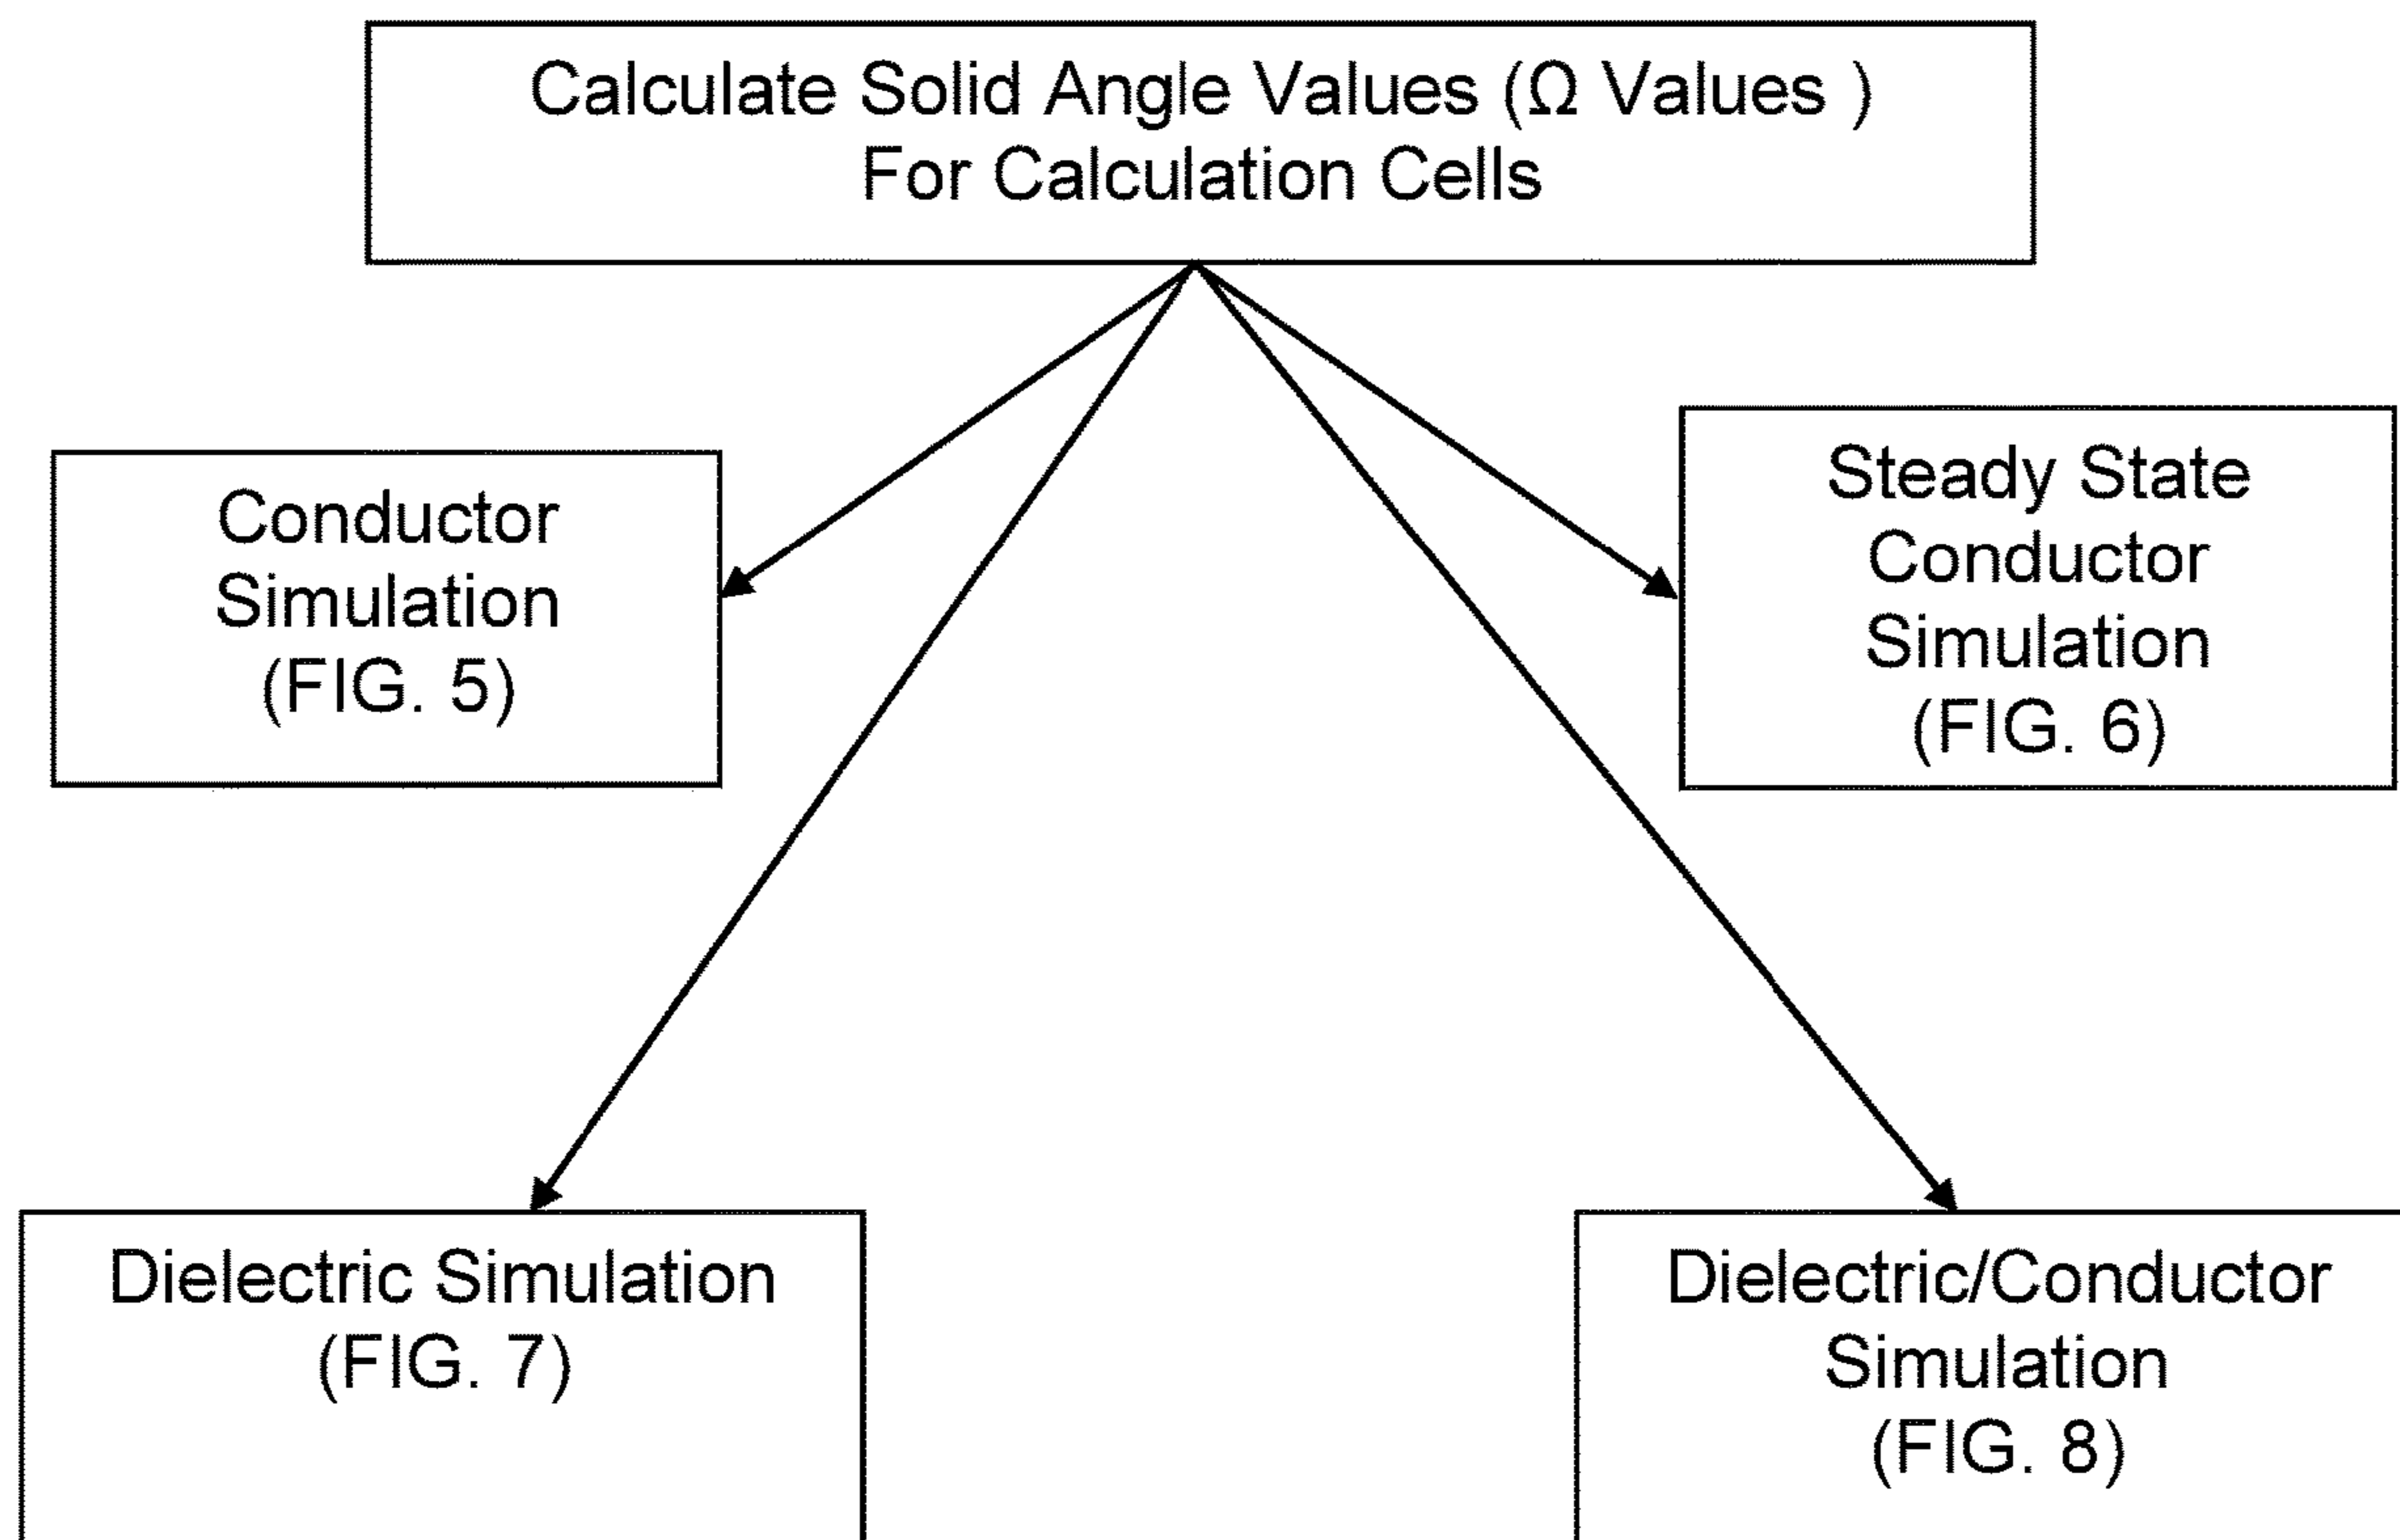 Calculate Solid Angle Values (Ω Values )
For Calculation Cells
Conductor
Simulation
(FIG. 5)
Steady State
Conductor
Simulation
(FIG. 6)
Dielectric Simulation
(FIG. 7)
Dielectric/Conductor
Simulation
(FIG. 8)